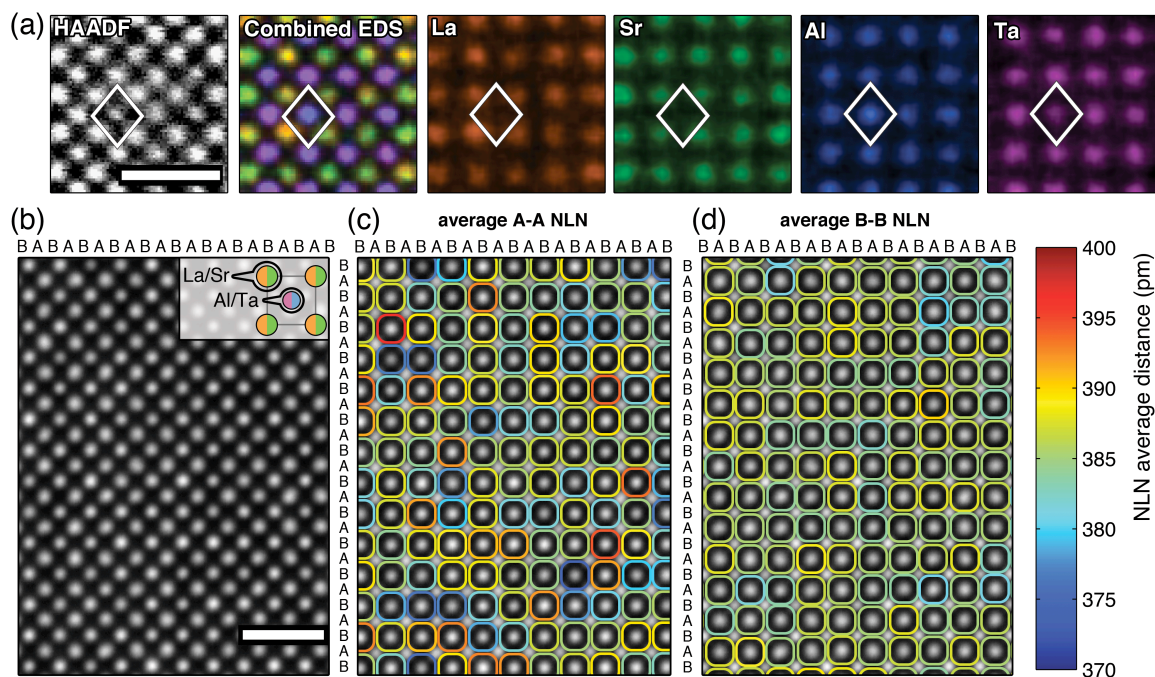 (a)
HAADF
Combined EDS
La
Sr
Al
Ta
(b)
B A B A B A B A B A B A B A B A B A B A B
La/Sr
Al/Ta
(c)
average A-A NLN
B A B A B A B A B A B A B A B A B A B A B
B A B A B A B A B A B A B A B A B A B A B A B A B A B
(d)
average B-B NLN
B A B A B A B A B A B A B A B A B A B A B
B A B A B A B A B A B A B A B A B A B A B A B A B A B
400
395
390
385
380
375
370
NLN average distance (pm)